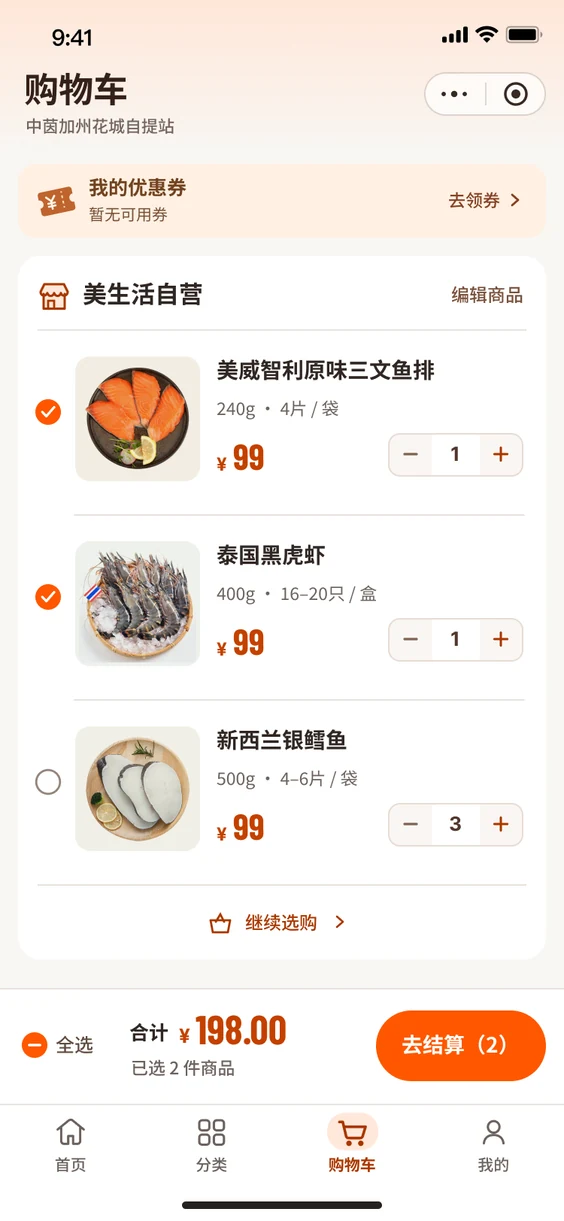 9:41
购物车
中茵加州花城自提站
我的优惠券
暂无可用券
去领券
美生活自营
编辑商品
美威智利原味三文鱼排
240g • 4片 / 袋
¥ 99
1
泰国黑虎虾
400g • 16–20只 / 盒
¥ 99
1
新西兰银鳕鱼
500g • 4–6片 / 袋
¥ 99
3
继续选购
全选
合计 ¥ 198.00
已选 2 件商品
去结算（2）
首页
分类
购物车
我的